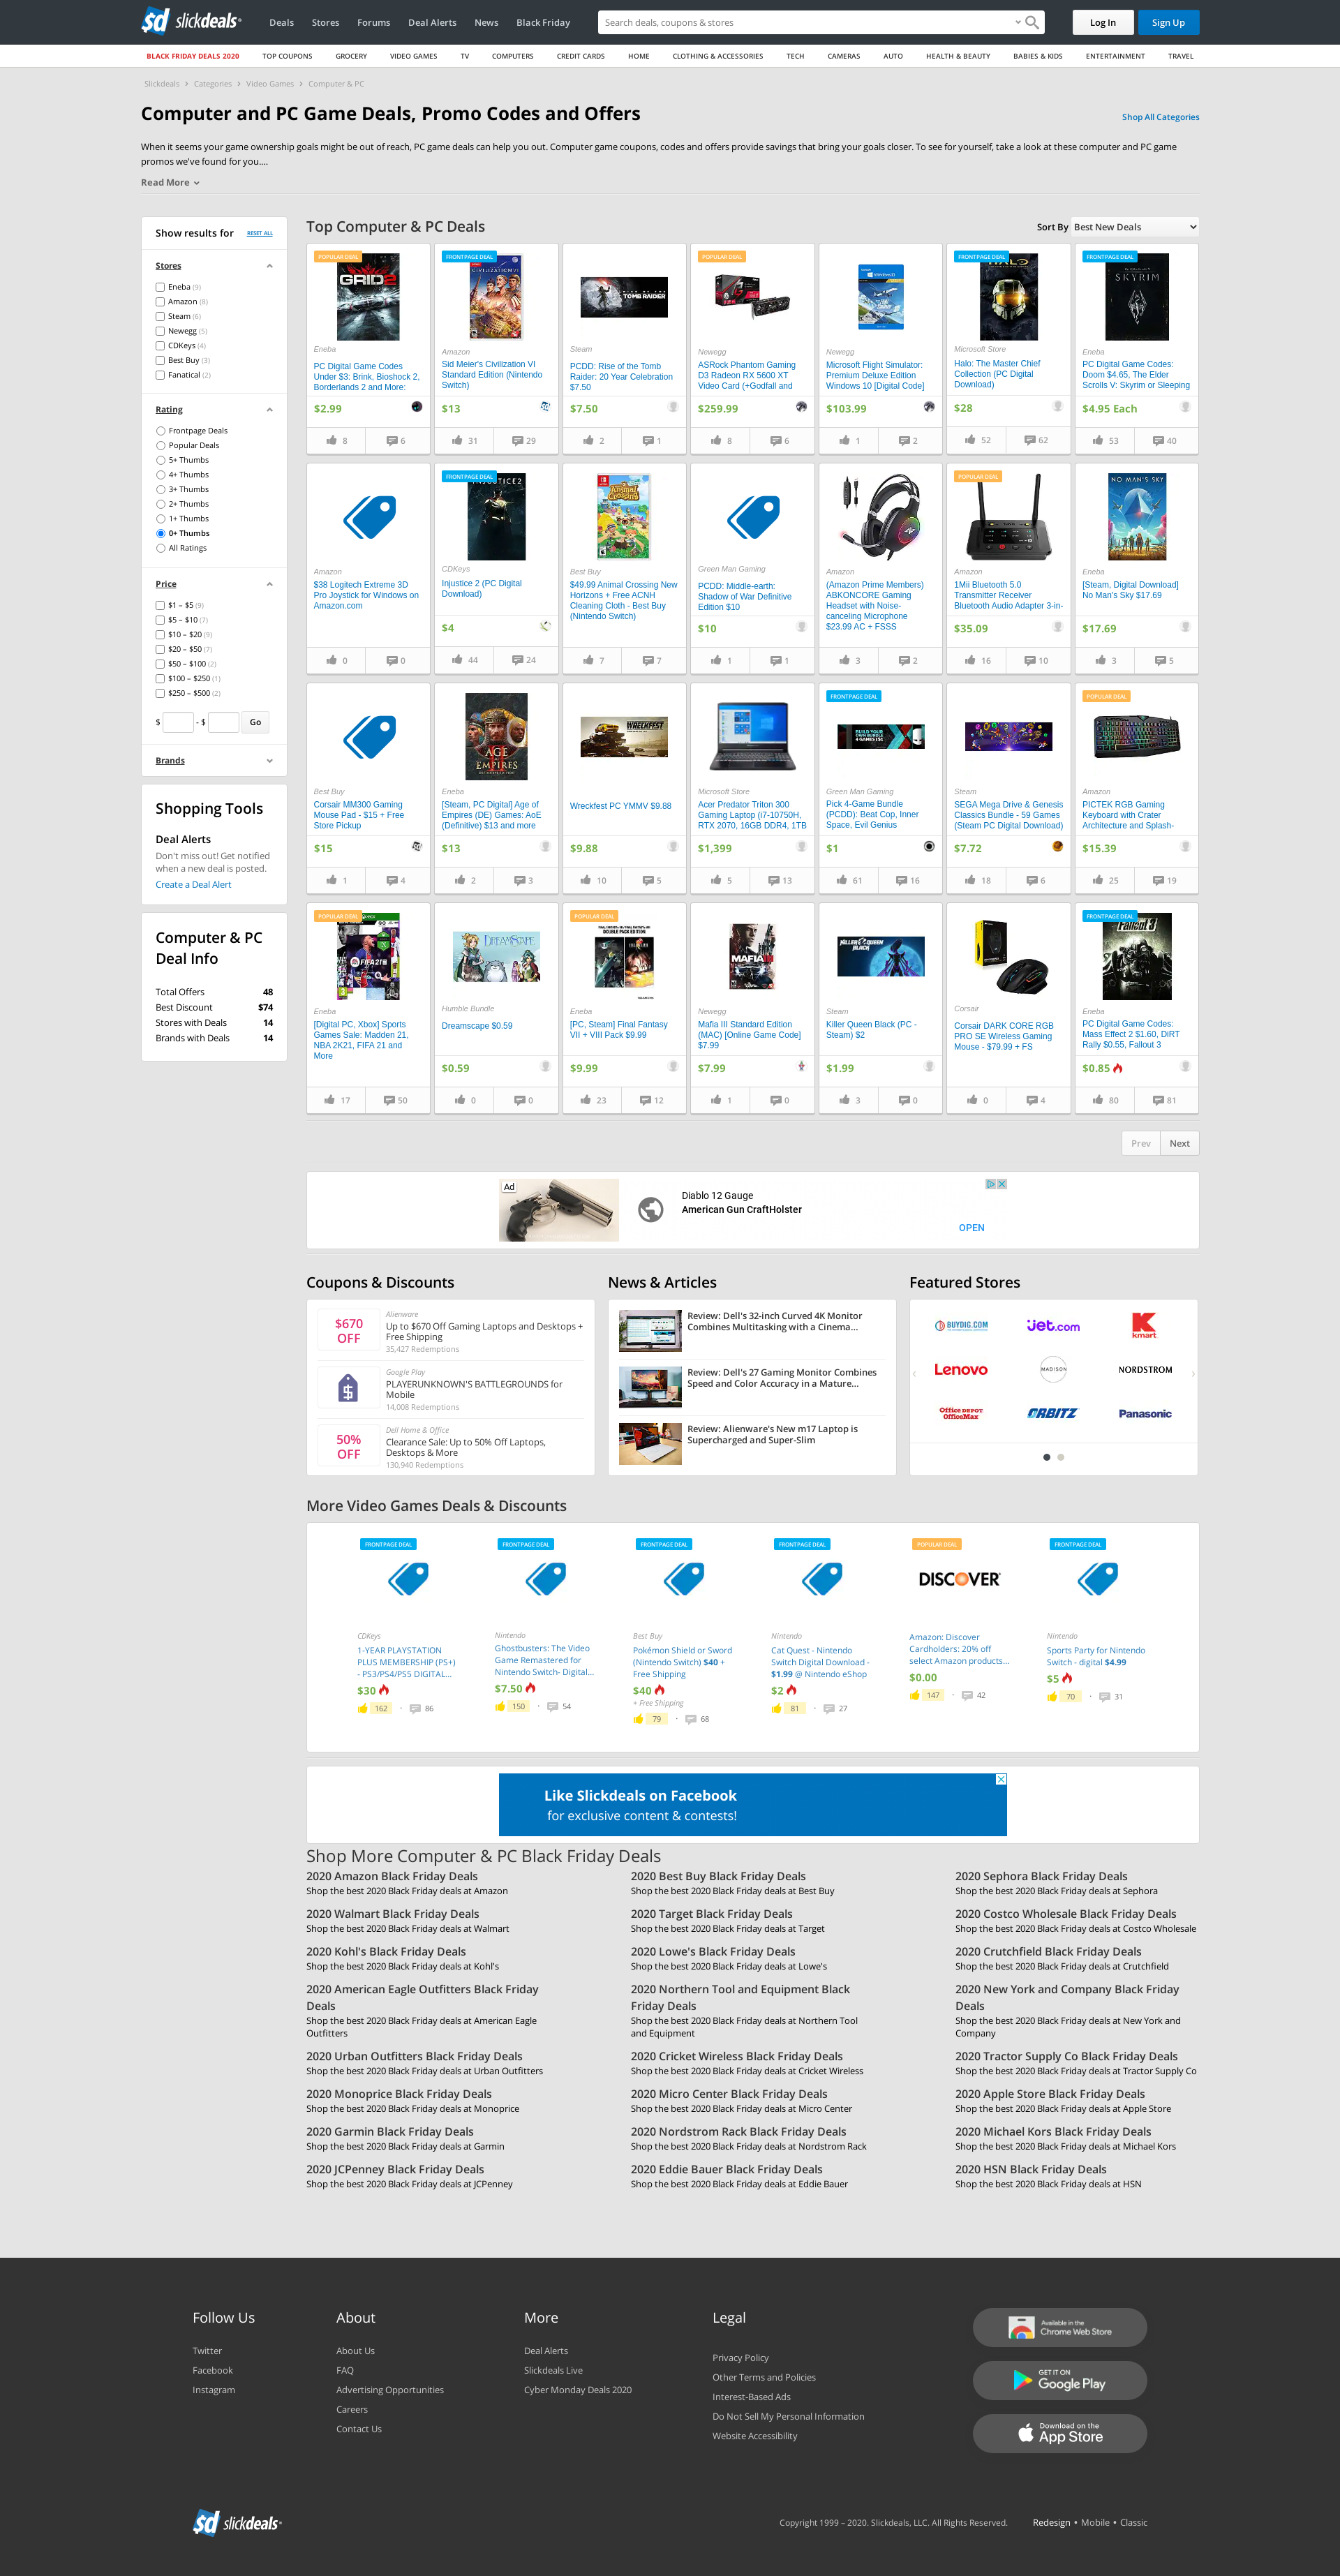 slickdeals
Deals
Stores
Forums
Deal Alerts
News
Black Friday
Search deals, coupons & stores
Log In
Sign Up
BLACK FRIDAY DEALS 2020
TOP COUPONS
GROCERY
VIDEO GAMES
TV
COMPUTERS
CREDIT CARDS
HOME
CLOTHING & ACCESSORIES
TECH
CAMERAS
AUTO
HEALTH & BEAUTY
BABIES & KIDS
ENTERTAINMENT
TRAVEL
Slickdeals > Categories > Video Games > Computer & PC
Computer and PC Game Deals, Promo Codes and Offers
Shop All Categories
When it seems your game ownership goals might be out of reach, PC game deals can help you out. Computer game coupons, codes and offers provide savings that bring your goals closer. To see for yourself, take a look at these computer and PC game
promos we've found for you....
Read More
Show results for
RESET ALL
Stores
Eneba (9)
Amazon (8)
Steam (6)
Newegg (5)
CDKeys (4)
Best Buy (3)
Fanatical (2)
Rating
Frontpage Deals
Popular Deals
5+ Thumbs
4+ Thumbs
3+ Thumbs
2+ Thumbs
1+ Thumbs
0+ Thumbs
All Ratings
Price
$1 – $5 (9)
$5 – $10 (7)
$10 – $20 (9)
$20 – $50 (7)
$50 – $100 (2)
$100 – $250 (1)
$250 – $500 (2)
$ - $ Go
Brands
Shopping Tools
Deal Alerts
Don't miss out! Get notified
when a new deal is posted.
Create a Deal Alert
Computer & PC
Deal Info
Total Offers 48
Best Discount $74
Stores with Deals 14
Brands with Deals 14
Top Computer & PC Deals
Sort By Best New Deals
POPULAR DEAL
GRID2
Eneba
PC Digital Game Codes
Under $3: Brink, Bioshock 2,
Borderlands 2 and More:
$2.99
8 6
FRONTPAGE DEAL
CIVILIZATION VI
Amazon
Sid Meier's Civilization VI
Standard Edition (Nintendo
Switch)
$13
31 29
TOMB RAIDER
Steam
PCDD: Rise of the Tomb
Raider: 20 Year Celebration
$7.50
$7.50
2 1
POPULAR DEAL
Newegg
ASRock Phantom Gaming
D3 Radeon RX 5600 XT
Video Card (+Godfall and
$259.99
8 6
Newegg
Microsoft Flight Simulator:
Premium Deluxe Edition
Windows 10 [Digital Code]
$103.99
1 2
FRONTPAGE DEAL
HALO
Microsoft Store
Halo: The Master Chief
Collection (PC Digital
Download)
$28
52 62
FRONTPAGE DEAL
SKYRIM
Eneba
PC Digital Game Codes:
Doom $4.65, The Elder
Scrolls V: Skyrim or Sleeping
$4.95 Each
53 40
Amazon
$38 Logitech Extreme 3D
Pro Joystick for Windows on
Amazon.com
0 0
FRONTPAGE DEAL
INJUSTICE 2
CDKeys
Injustice 2 (PC Digital
Download)
$4
44 24
Animal Crossing
Best Buy
$49.99 Animal Crossing New
Horizons + Free ACNH
Cleaning Cloth - Best Buy
(Nintendo Switch)
7 7
Green Man Gaming
PCDD: Middle-earth:
Shadow of War Definitive
Edition $10
$10
1 1
Amazon
(Amazon Prime Members)
ABKONCORE Gaming
Headset with Noise-
canceling Microphone
$23.99 AC + FSSS
3 2
POPULAR DEAL
Amazon
1Mii Bluetooth 5.0
Transmitter Receiver
Bluetooth Audio Adapter 3-in-
$35.09
16 10
NO MAN'S SKY
Eneba
[Steam, Digital Download]
No Man's Sky $17.69
$17.69
3 5
Best Buy
Corsair MM300 Gaming
Mouse Pad - $15 + Free
Store Pickup
$15
1 4
AGE EMPIRES
Eneba
[Steam, PC Digital] Age of
Empires (DE) Games: AoE
(Definitive) $13 and more
$13
2 3
WRECKFEST
Wreckfest PC YMMV $9.88
$9.88
10 5
Microsoft Store
Acer Predator Triton 300
Gaming Laptop (i7-10750H,
RTX 2070, 16GB DDR4, 1TB
$1,399
5 13
FRONTPAGE DEAL
BUILD YOUR
OWN BUNDLE
4 GAMES | $1
Green Man Gaming
Pick 4-Game Bundle
(PCDD): Beat Cop, Inner
Space, Evil Genius
$1
61 16
Steam
SEGA Mega Drive & Genesis
Classics Bundle - 59 Games
(Steam PC Digital Download)
$7.72
18 6
POPULAR DEAL
Amazon
PICTEK RGB Gaming
Keyboard with Crater
Architecture and Splash-
$15.39
25 19
POPULAR DEAL
FIFA 21
Eneba
[Digital PC, Xbox] Sports
Games Sale: Madden 21,
NBA 2K21, FIFA 21 and
More
17 50
DREAMSCAPE
Humble Bundle
Dreamscape $0.59
$0.59
0 0
POPULAR DEAL
DOUBLE PACK EDITION
Eneba
[PC, Steam] Final Fantasy
VII + VIII Pack $9.99
$9.99
23 12
MAFIA
Newegg
Mafia III Standard Edition
(MAC) [Online Game Code]
$7.99
$7.99
1 0
KILLER QUEEN
BLACK
Steam
Killer Queen Black (PC -
Steam) $2
$1.99
3 0
Corsair
Corsair DARK CORE RGB
PRO SE Wireless Gaming
Mouse - $79.99 + FS
0 4
FRONTPAGE DEAL
Fallout 3
Eneba
PC Digital Game Codes:
Mass Effect 2 $1.60, DiRT
Rally $0.55, Fallout 3
$0.85
80 81
Prev Next
Ad
Diablo 12 Gauge
American Gun CraftHolster
OPEN
Coupons & Discounts
$670
OFF
Alienware
Up to $670 Off Gaming Laptops and Desktops +
Free Shipping
35,427 Redemptions
Google Play
PLAYERUNKNOWN'S BATTLEGROUNDS for
Mobile
14,008 Redemptions
50%
OFF
Dell Home & Office
Clearance Sale: Up to 50% Off Laptops,
Desktops & More
130,940 Redemptions
News & Articles
Review: Dell's 32-inch Curved 4K Monitor
Combines Multitasking with a Cinema...
Review: Dell's 27 Gaming Monitor Combines
Speed and Color Accuracy in a Mature...
Review: Alienware's New m17 Laptop is
Supercharged and Super-Slim
Featured Stores
BUYDIG.COM
jet.com
kmart
Lenovo
MADISON
NORDSTROM
Office DEPOT
OfficeMax
ORBITZ
Panasonic
More Video Games Deals & Discounts
FRONTPAGE DEAL
CDKeys
1-YEAR PLAYSTATION
PLUS MEMBERSHIP (PS+)
- PS3/PS4/PS5 DIGITAL...
$30
162 · 86
FRONTPAGE DEAL
Nintendo
Ghostbusters: The Video
Game Remastered for
Nintendo Switch- Digital...
$7.50
150 · 54
FRONTPAGE DEAL
Best Buy
Pokémon Shield or Sword
(Nintendo Switch) $40 +
Free Shipping
$40
+ Free Shipping
79 · 68
FRONTPAGE DEAL
Nintendo
Cat Quest - Nintendo
Switch Digital Download -
$1.99 @ Nintendo eShop
$2
81 · 27
POPULAR DEAL
DISCOVER
Amazon: Discover
Cardholders: 20% off
select Amazon products...
$0.00
147 · 42
FRONTPAGE DEAL
Nintendo
Sports Party for Nintendo
Switch - digital $4.99
$5
70 · 31
Like Slickdeals on Facebook
for exclusive content & contests!
Shop More Computer & PC Black Friday Deals
2020 Amazon Black Friday Deals
Shop the best 2020 Black Friday deals at Amazon
2020 Best Buy Black Friday Deals
Shop the best 2020 Black Friday deals at Best Buy
2020 Sephora Black Friday Deals
Shop the best 2020 Black Friday deals at Sephora
2020 Walmart Black Friday Deals
Shop the best 2020 Black Friday deals at Walmart
2020 Target Black Friday Deals
Shop the best 2020 Black Friday deals at Target
2020 Costco Wholesale Black Friday Deals
Shop the best 2020 Black Friday deals at Costco Wholesale
2020 Kohl's Black Friday Deals
Shop the best 2020 Black Friday deals at Kohl's
2020 Lowe's Black Friday Deals
Shop the best 2020 Black Friday deals at Lowe's
2020 Crutchfield Black Friday Deals
Shop the best 2020 Black Friday deals at Crutchfield
2020 American Eagle Outfitters Black Friday
Deals
Shop the best 2020 Black Friday deals at American Eagle
Outfitters
2020 Northern Tool and Equipment Black
Friday Deals
Shop the best 2020 Black Friday deals at Northern Tool
and Equipment
2020 New York and Company Black Friday
Deals
Shop the best 2020 Black Friday deals at New York and
Company
2020 Urban Outfitters Black Friday Deals
Shop the best 2020 Black Friday deals at Urban Outfitters
2020 Cricket Wireless Black Friday Deals
Shop the best 2020 Black Friday deals at Cricket Wireless
2020 Tractor Supply Co Black Friday Deals
Shop the best 2020 Black Friday deals at Tractor Supply Co
2020 Monoprice Black Friday Deals
Shop the best 2020 Black Friday deals at Monoprice
2020 Micro Center Black Friday Deals
Shop the best 2020 Black Friday deals at Micro Center
2020 Apple Store Black Friday Deals
Shop the best 2020 Black Friday deals at Apple Store
2020 Garmin Black Friday Deals
Shop the best 2020 Black Friday deals at Garmin
2020 Nordstrom Rack Black Friday Deals
Shop the best 2020 Black Friday deals at Nordstrom Rack
2020 Michael Kors Black Friday Deals
Shop the best 2020 Black Friday deals at Michael Kors
2020 JCPenney Black Friday Deals
Shop the best 2020 Black Friday deals at JCPenney
2020 Eddie Bauer Black Friday Deals
Shop the best 2020 Black Friday deals at Eddie Bauer
2020 HSN Black Friday Deals
Shop the best 2020 Black Friday deals at HSN
Follow Us
Twitter
Facebook
Instagram
About
About Us
FAQ
Advertising Opportunities
Careers
Contact Us
More
Deal Alerts
Slickdeals Live
Cyber Monday Deals 2020
Legal
Privacy Policy
Other Terms and Policies
Interest-Based Ads
Do Not Sell My Personal Information
Website Accessibility
Available in the
Chrome Web Store
GET IT ON
Google Play
Download on the
App Store
slickdeals
Copyright 1999 – 2020. Slickdeals, LLC. All Rights Reserved.
Redesign • Mobile • Classic